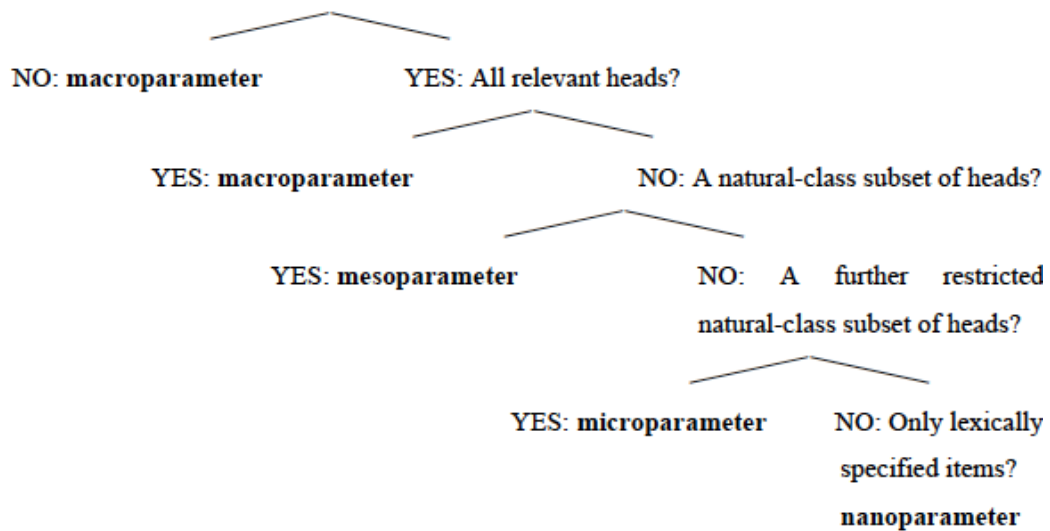 NO: macroparameter YES: All relevant heads?
YES: macroparameter NO: A natural-class subset of heads?
YES: mesoparameter NO: A further restricted
natural-class subset of heads?
YES: microparameter NO: Only lexically
specified items?
nanoparameter